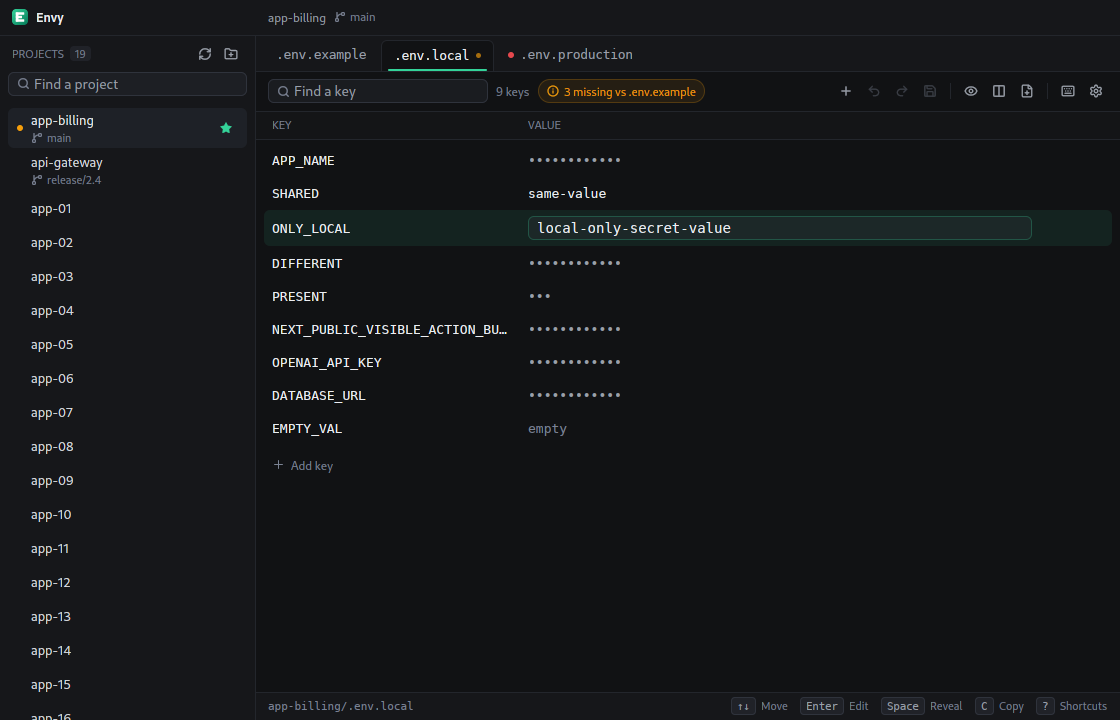 Envy
app-billing main
PROJECTS 19
Find a project
app-billing
main
api-gateway
release/2.4
app-01
app-02
app-03
app-04
app-05
app-06
app-07
app-08
app-09
app-10
app-11
app-12
app-13
app-14
app-15
app-16
.env.example .env.local .env.production
Find a key 9 keys 3 missing vs .env.example
KEY VALUE
APP_NAME ••••••••••••
SHARED same-value
ONLY_LOCAL local-only-secret-value
DIFFERENT ••••••••••••
PRESENT •••
NEXT_PUBLIC_VISIBLE_ACTION_BU… ••••••••••••
OPENAI_API_KEY ••••••••••••
DATABASE_URL ••••••••••••
EMPTY_VAL empty
+ Add key
app-billing/.env.local ↑↓ Move Enter Edit Space Reveal C Copy ? Shortcuts